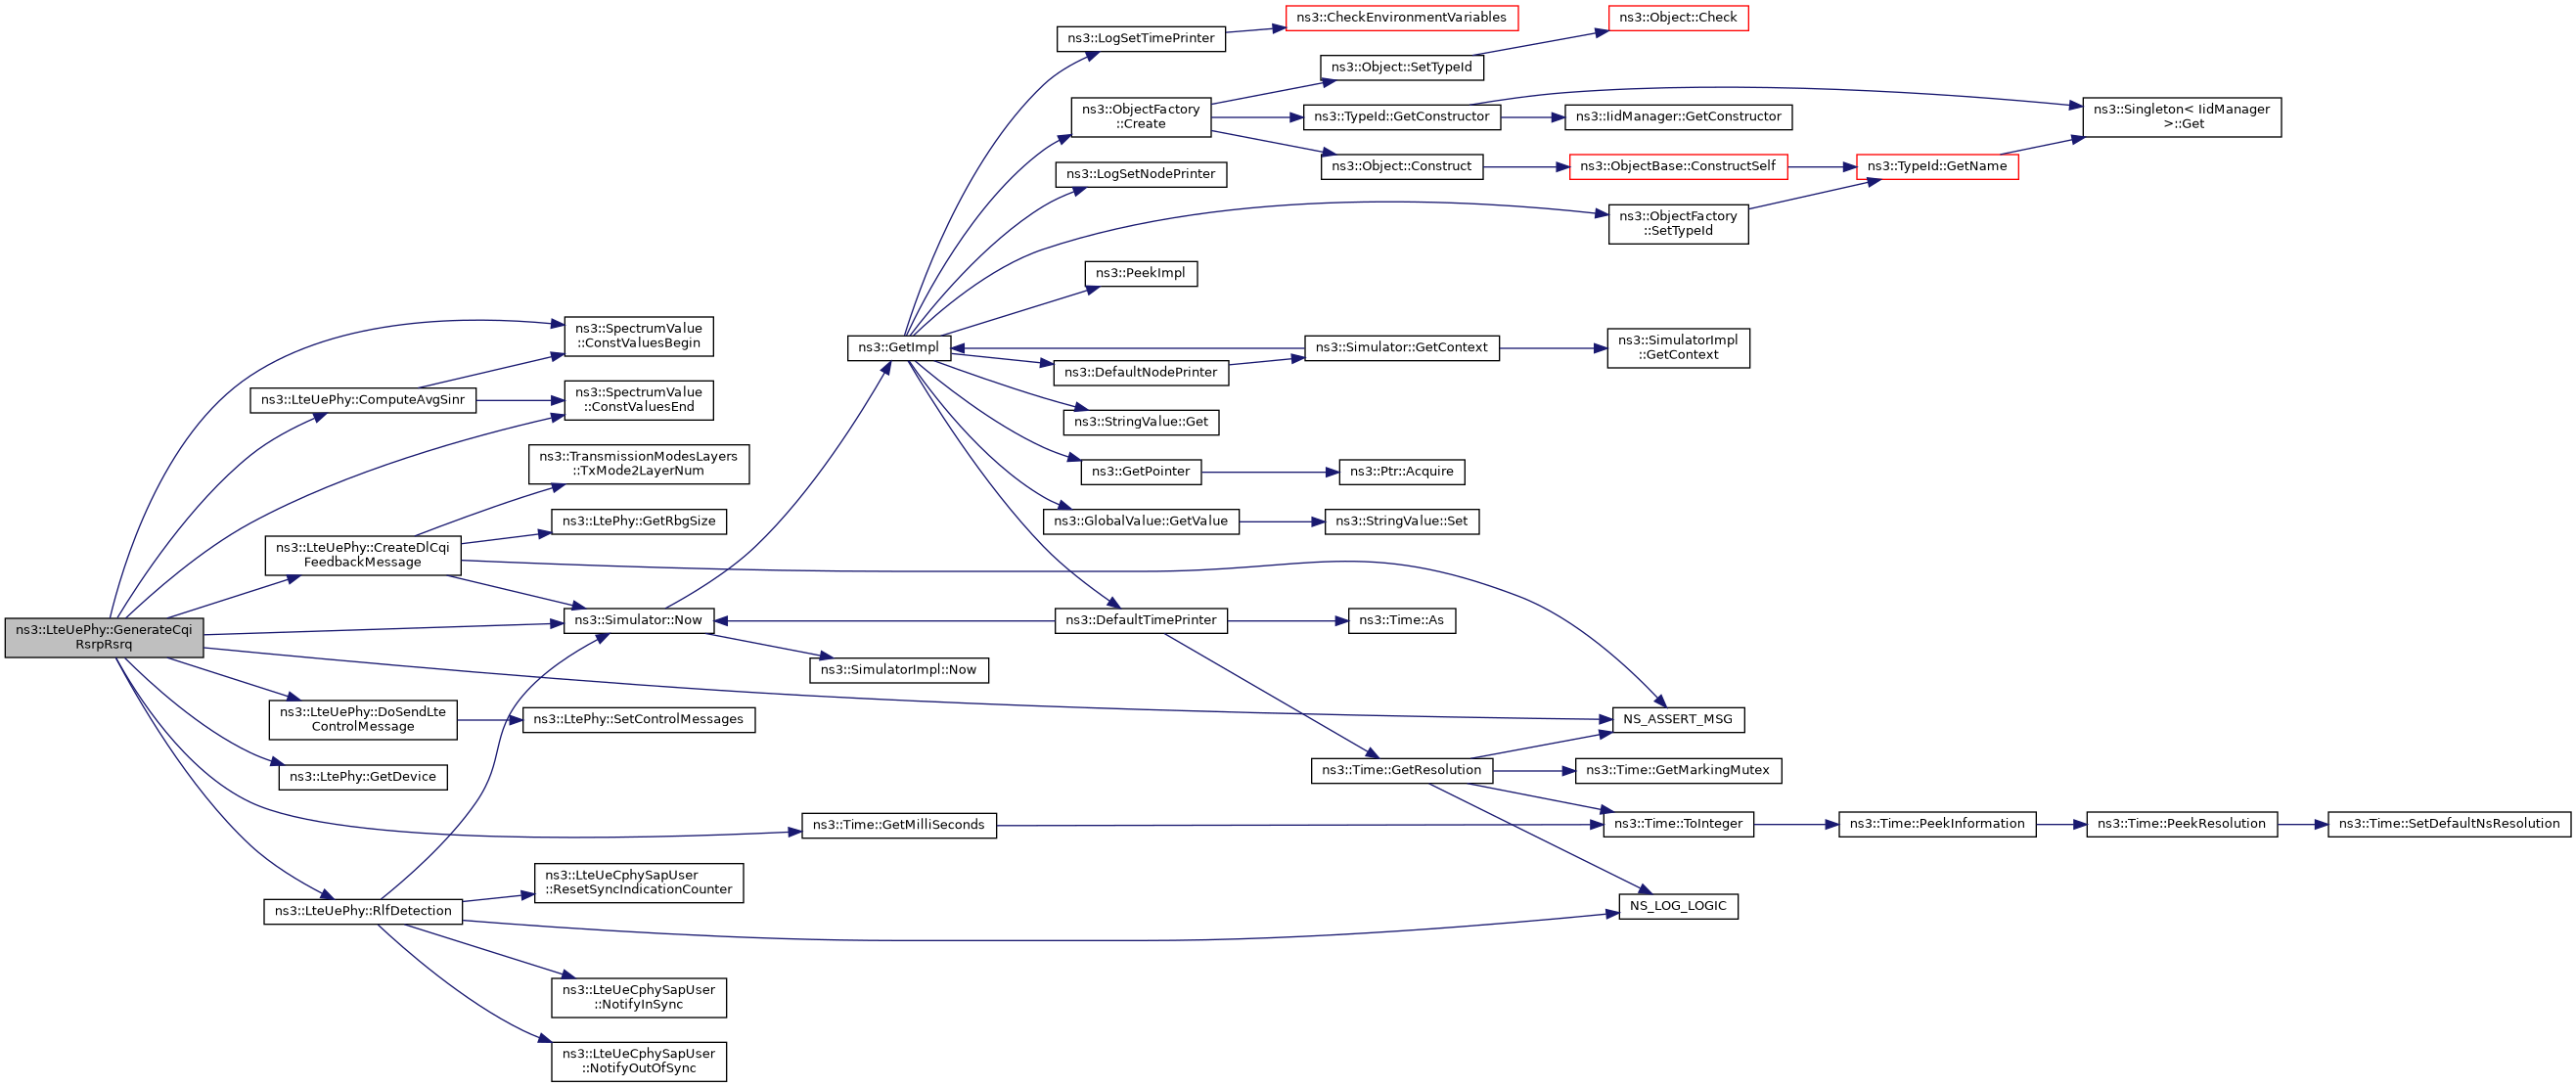 ns3::LteUePhy::GenerateCqi
RsrpRsrq
ns3::SpectrumValue
::ConstValuesBegin
ns3::LteUePhy::ComputeAvgSinr
ns3::SpectrumValue
::ConstValuesEnd
ns3::TransmissionModesLayers
::TxMode2LayerNum
ns3::LtePhy::GetRbgSize
ns3::LteUePhy::CreateDlCqi
FeedbackMessage
ns3::Simulator::Now
ns3::SimulatorImpl::Now
ns3::LteUePhy::DoSendLte
ControlMessage
ns3::LtePhy::SetControlMessages
ns3::LtePhy::GetDevice
ns3::Time::GetMilliSeconds
ns3::LteUePhy::RlfDetection
ns3::LteUeCphySapUser
::ResetSyncIndicationCounter
ns3::LteUeCphySapUser
::NotifyInSync
ns3::LteUeCphySapUser
::NotifyOutOfSync
ns3::GetImpl
ns3::LogSetTimePrinter
ns3::CheckEnvironmentVariables
ns3::ObjectFactory
::Create
ns3::Object::SetTypeId
ns3::Object::Check
ns3::TypeId::GetConstructor
ns3::IidManager::GetConstructor
ns3::Singleton< IidManager
>::Get
ns3::Object::Construct
ns3::ObjectBase::ConstructSelf
ns3::TypeId::GetName
ns3::LogSetNodePrinter
ns3::ObjectFactory
::SetTypeId
ns3::PeekImpl
ns3::DefaultNodePrinter
ns3::Simulator::GetContext
ns3::SimulatorImpl
::GetContext
ns3::StringValue::Get
ns3::GetPointer
ns3::Ptr::Acquire
ns3::GlobalValue::GetValue
ns3::StringValue::Set
ns3::DefaultTimePrinter
ns3::Time::As
ns3::Time::GetResolution
NS_ASSERT_MSG
ns3::Time::GetMarkingMutex
ns3::Time::ToInteger
ns3::Time::PeekInformation
ns3::Time::PeekResolution
ns3::Time::SetDefaultNsResolution
NS_LOG_LOGIC